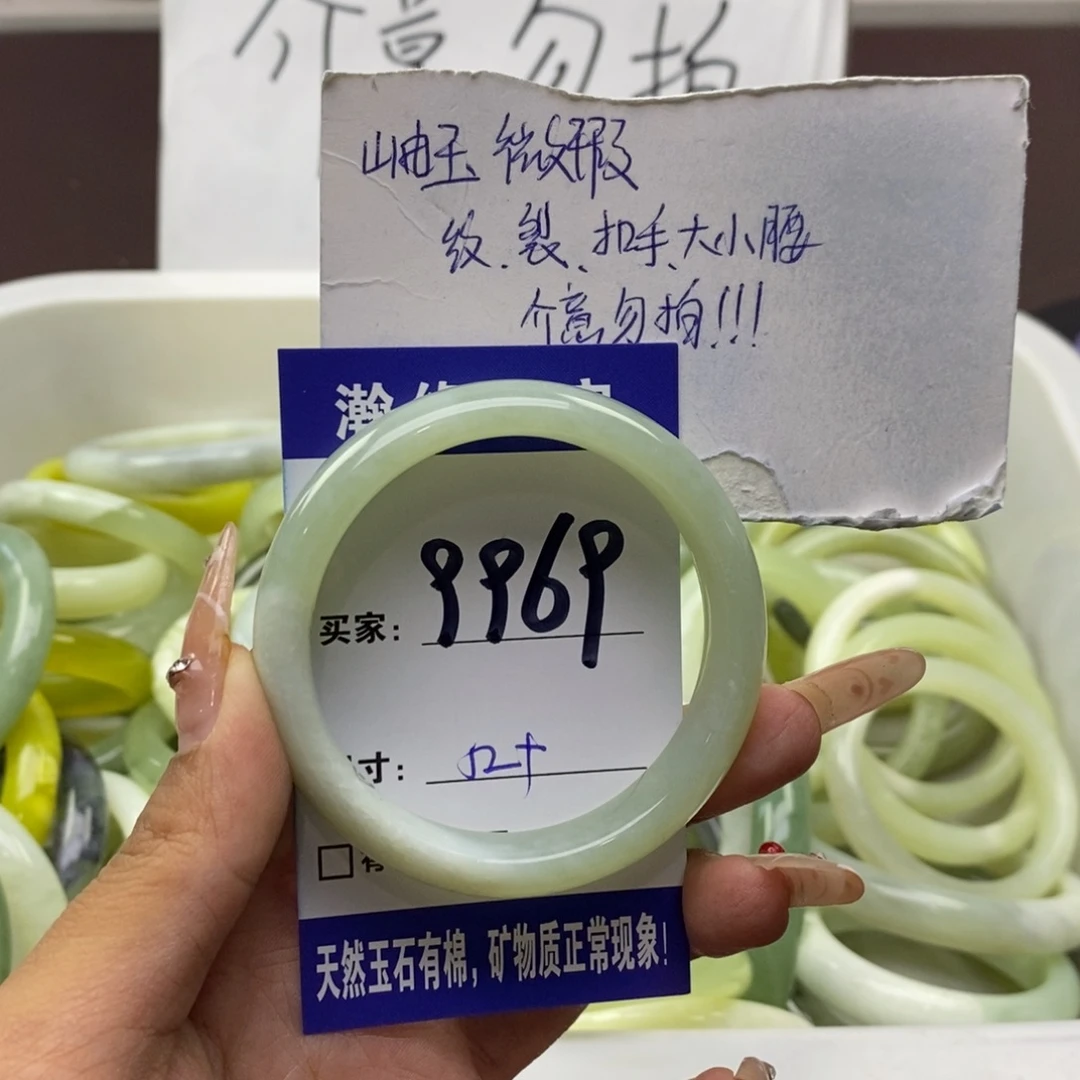 介意勿拍
岫玉 微瑕
纹、裂、扣手、大小腰
介意勿拍!!!
瀚
买家: 9969
寸:
天然玉石有棉,矿物质正常现象!